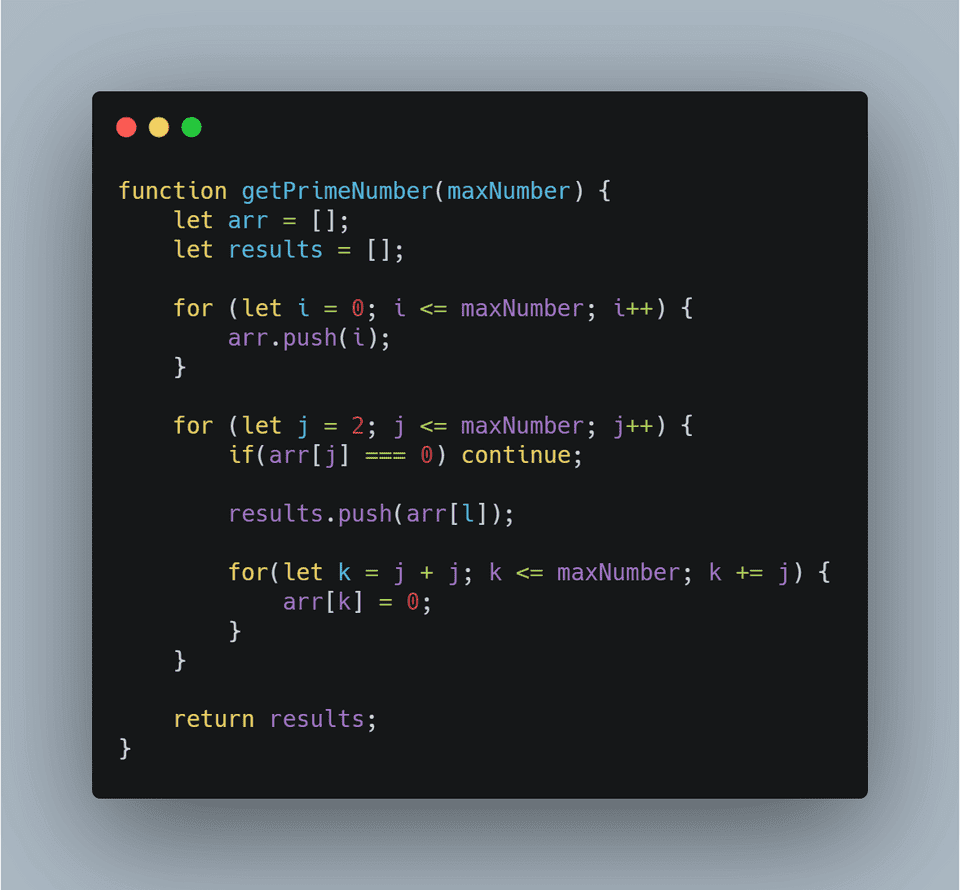 function getPrimeNumber(maxNumber) {
    let arr = [];
    let results = [];

    for (let i = 0; i <= maxNumber; i++) {
        arr.push(i);
    }

    for (let j = 2; j <= maxNumber; j++) {
        if(arr[j] === 0) continue;

        results.push(arr[l]);

        for(let k = j + j; k <= maxNumber; k += j) {
            arr[k] = 0;
        }
    }

    return results;
}